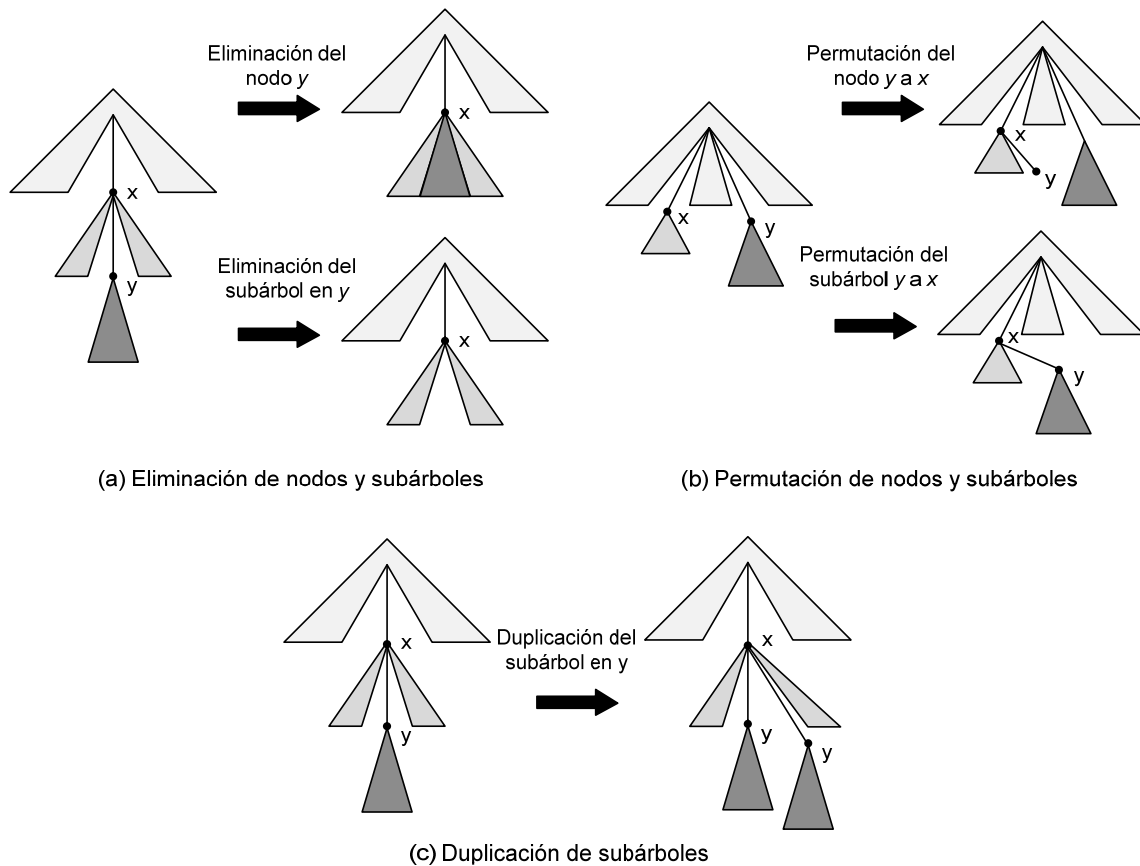 Eliminación del
nodo y
x
x
y
Eliminación del
subárbol en y
x
(a) Eliminación de nodos y subárboles
Permutación del
nodo y a x
x
y
x
y
Permutación del
subárbol y a x
x
y
(b) Permutación de nodos y subárboles
x
y
Duplicación del
subárbol en y
x
y
y
(c) Duplicación de subárboles